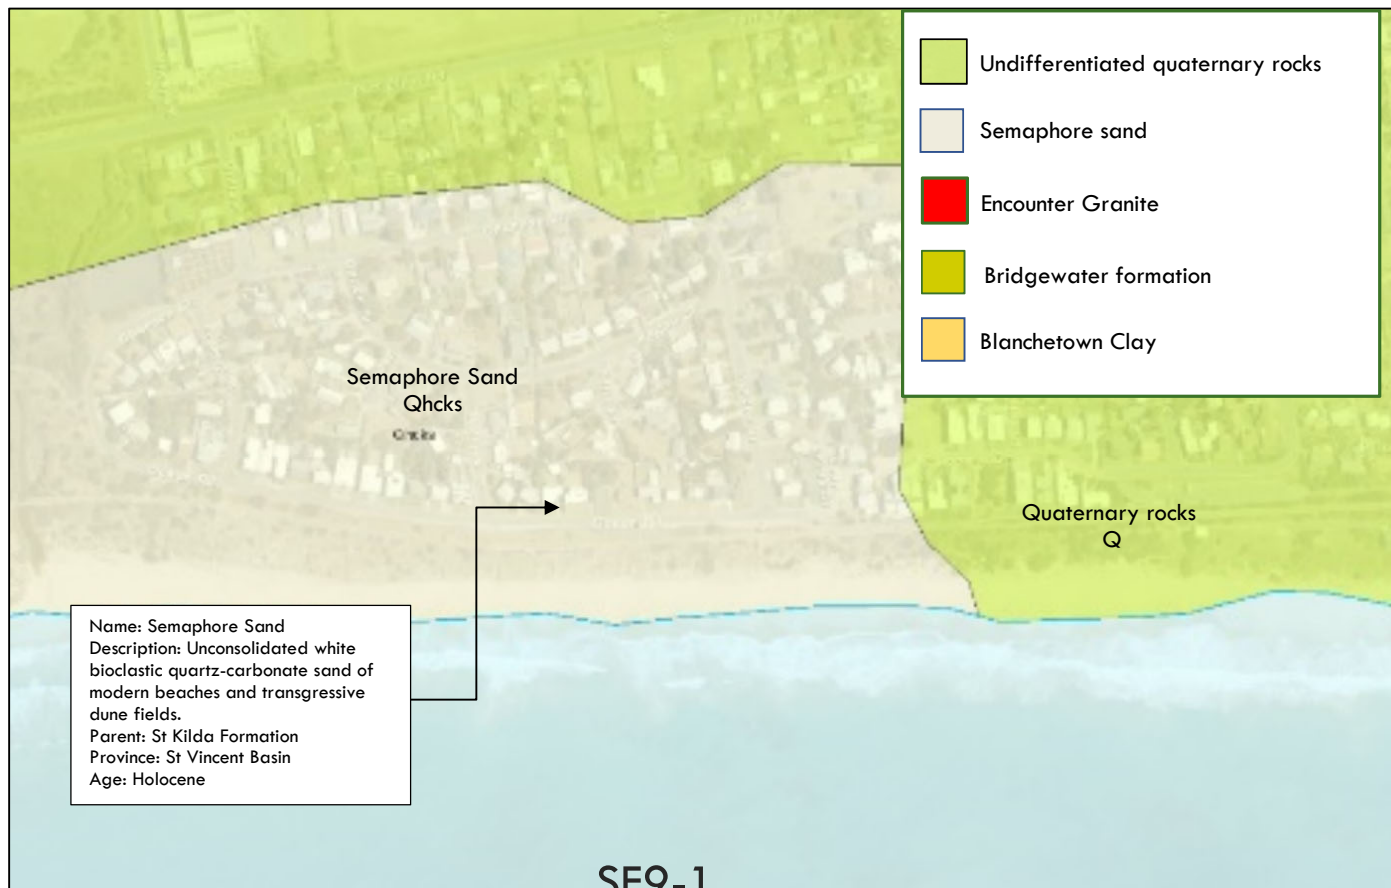 Undifferentiated quaternary rocks
Semaphore sand
Encounter Granite
Bridgewater formation
Blanchetown Clay
Semaphore Sand
Qhcks
Quaternary rocks
Q
Name: Semaphore Sand
Description: Unconsolidated white
bioclastic quartz-carbonate sand of
modern beaches and transgressive
dune fields.
Parent: St Kilda Formation
Province: St Vincent Basin
Age: Holocene